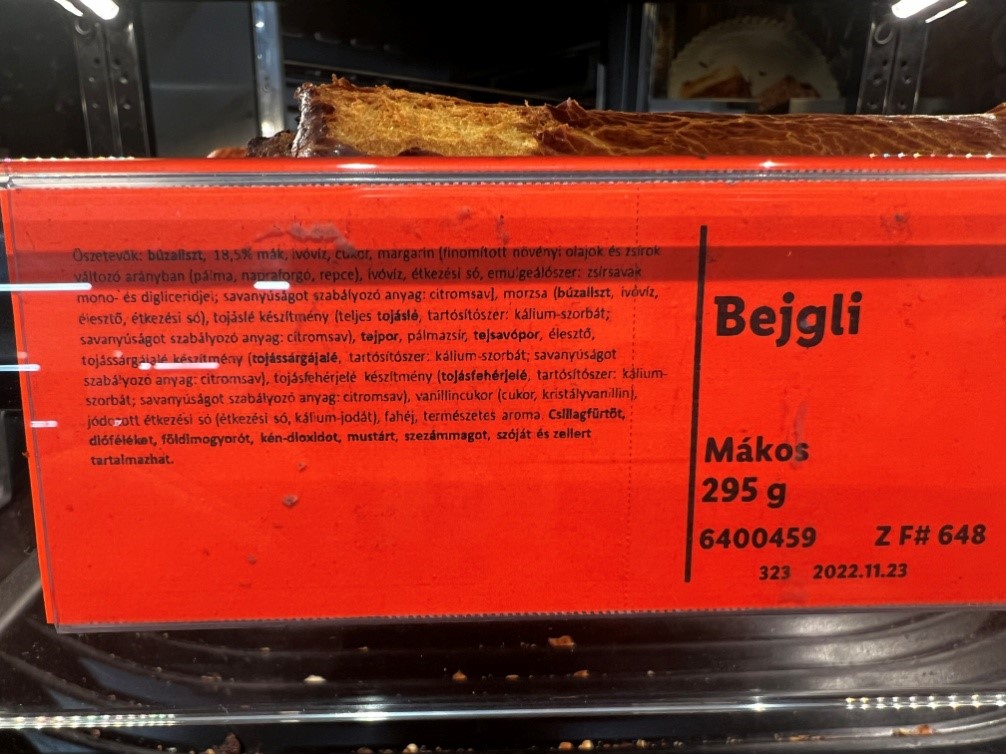 Öszetevők: búzaliszt, 18,5% mák, ivóvíz, cukor, margarin (finomított növényi olajok és zsírok
változó arányban (pálma, napraforgó, repce), ivóvíz, étkezési só, emulgeálószer: zsírsavak
mono- és digliceridjei; savanyúságot szabályozó anyag: citromsav), morzsa (búzaliszt, ivóvíz,
élesztő, étkezési só), tojáslé készítmény (teljes tojáslé, tartósítószer: kálium-szorbát;
savanyúságot szabályozó anyag: citromsav), tejpor, pálmazsír, tejsavópor, élesztő,
tojássárgájalé készítmény (tojássárgájalé, tartósítószer: kálium-szorbát; savanyúságot
szabályozó anyag: citromsav), tojásfehérjelé készítmény (tojásfehérjelé, tartósítószer: kálium-
szorbát; savanyúságot szabályozó anyag: citromsav), vanillincukor (cukor, kristályvanillin),
jódozott étkezési só (étkezési só, kálium-jodát), fahéj, természetes aroma. Csillagfürtöt,
dióféléket, földimogyorót, kén-dioxidot, mustárt, szezámmagot, szóját és zellert
tartalmazhat.
Bejgli
Mákos
295 g
6400459 Z F# 648
323 2022.11.23